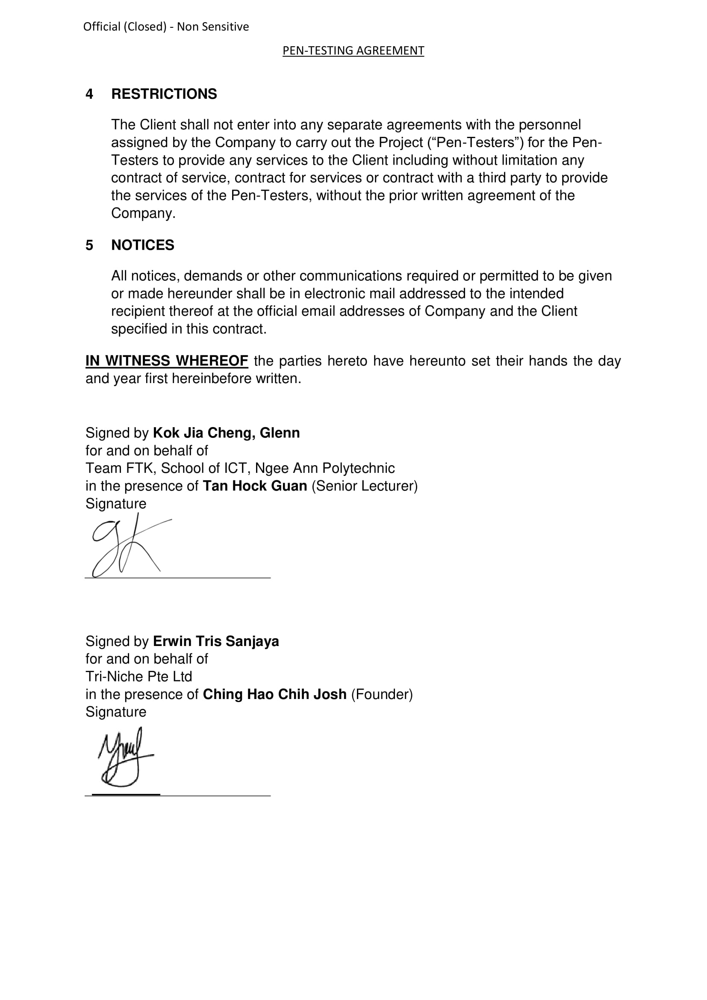 Official (Closed) - Non Sensitive
PEN-TESTING AGREEMENT
4 RESTRICTIONS
The Client shall not enter into any separate agreements with the personnel
assigned by the Company to carry out the Project (“Pen-Testers”) for the Pen-
Testers to provide any services to the Client including without limitation any
contract of service, contract for services or contract with a third party to provide
the services of the Pen-Testers, without the prior written agreement of the
Company.
5 NOTICES
All notices, demands or other communications required or permitted to be given
or made hereunder shall be in electronic mail addressed to the intended
recipient thereof at the official email addresses of Company and the Client
specified in this contract.
IN WITNESS WHEREOF the parties hereto have hereunto set their hands the day
and year first hereinbefore written.
Signed by Kok Jia Cheng, Glenn
for and on behalf of
Team FTK, School of ICT, Ngee Ann Polytechnic
in the presence of Tan Hock Guan (Senior Lecturer)
Signature
Signed by Erwin Tris Sanjaya
for and on behalf of
Tri-Niche Pte Ltd
in the presence of Ching Hao Chih Josh (Founder)
Signature